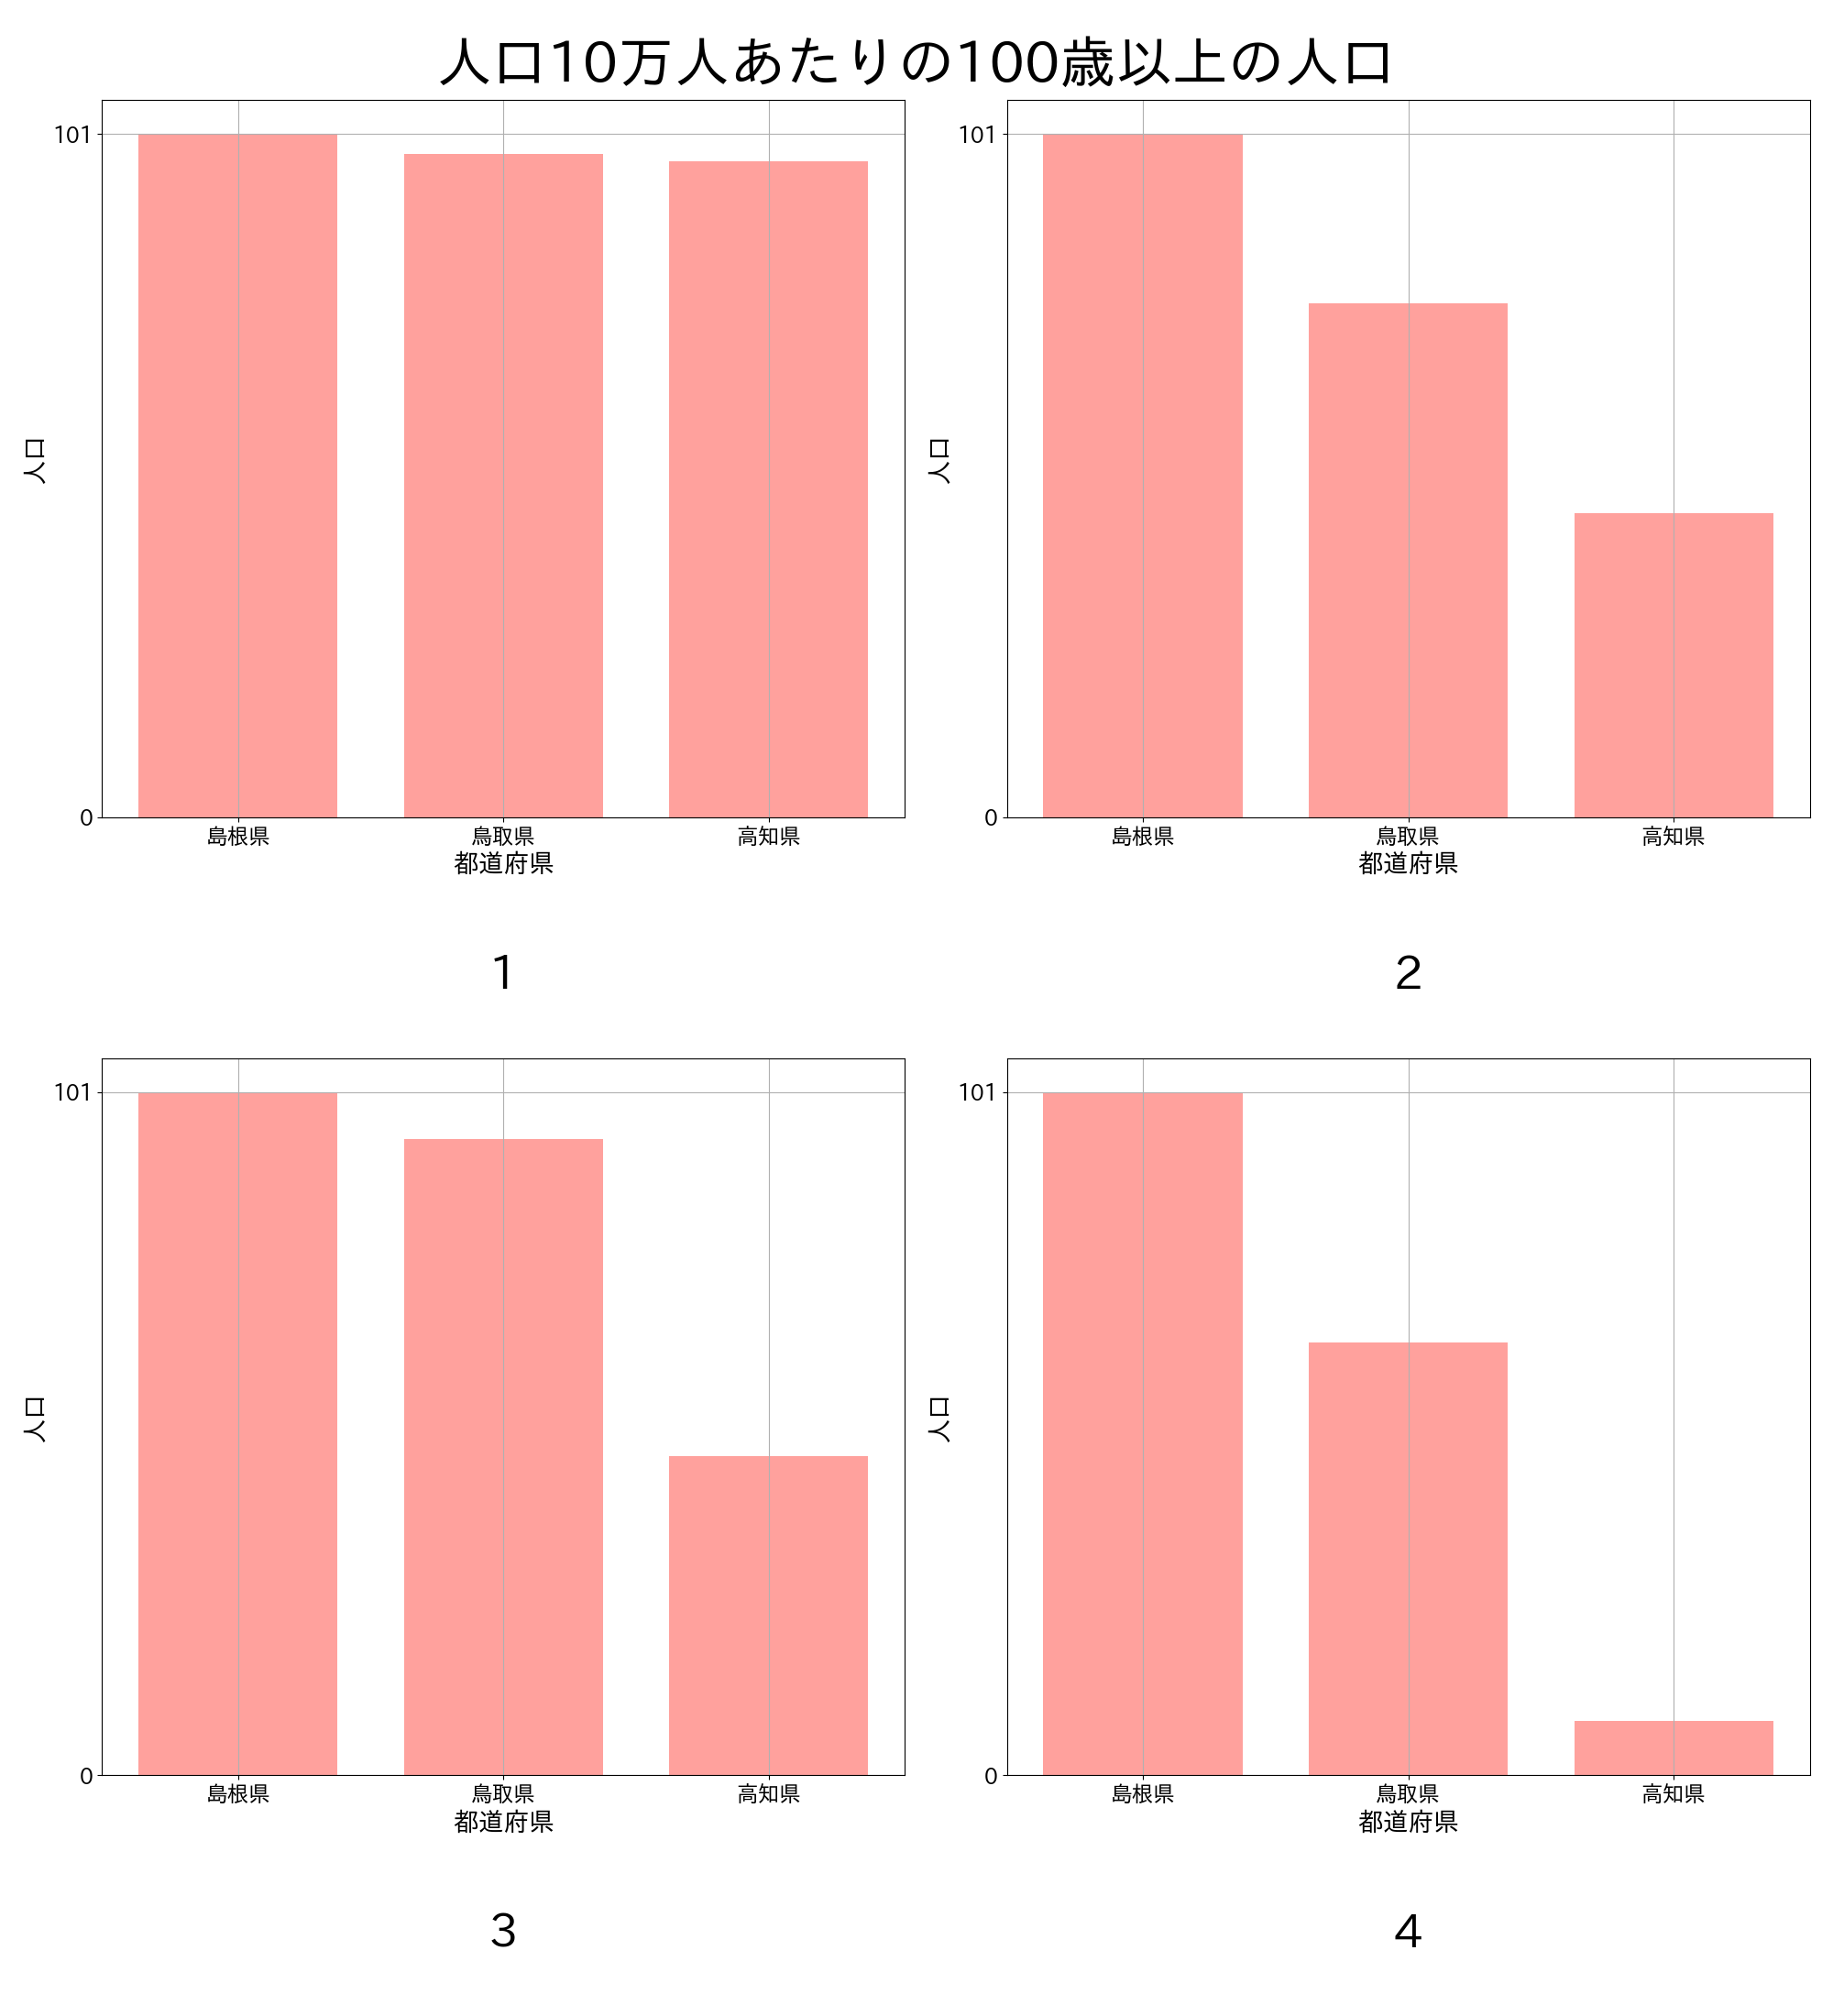 人口10万人あたりの100歳以上の人口
101
0
人口
島根県 鳥取県 高知県
都道府県
1
101
0
人口
島根県 鳥取県 高知県
都道府県
2
101
0
人口
島根県 鳥取県 高知県
都道府県
3
101
0
人口
島根県 鳥取県 高知県
都道府県
4